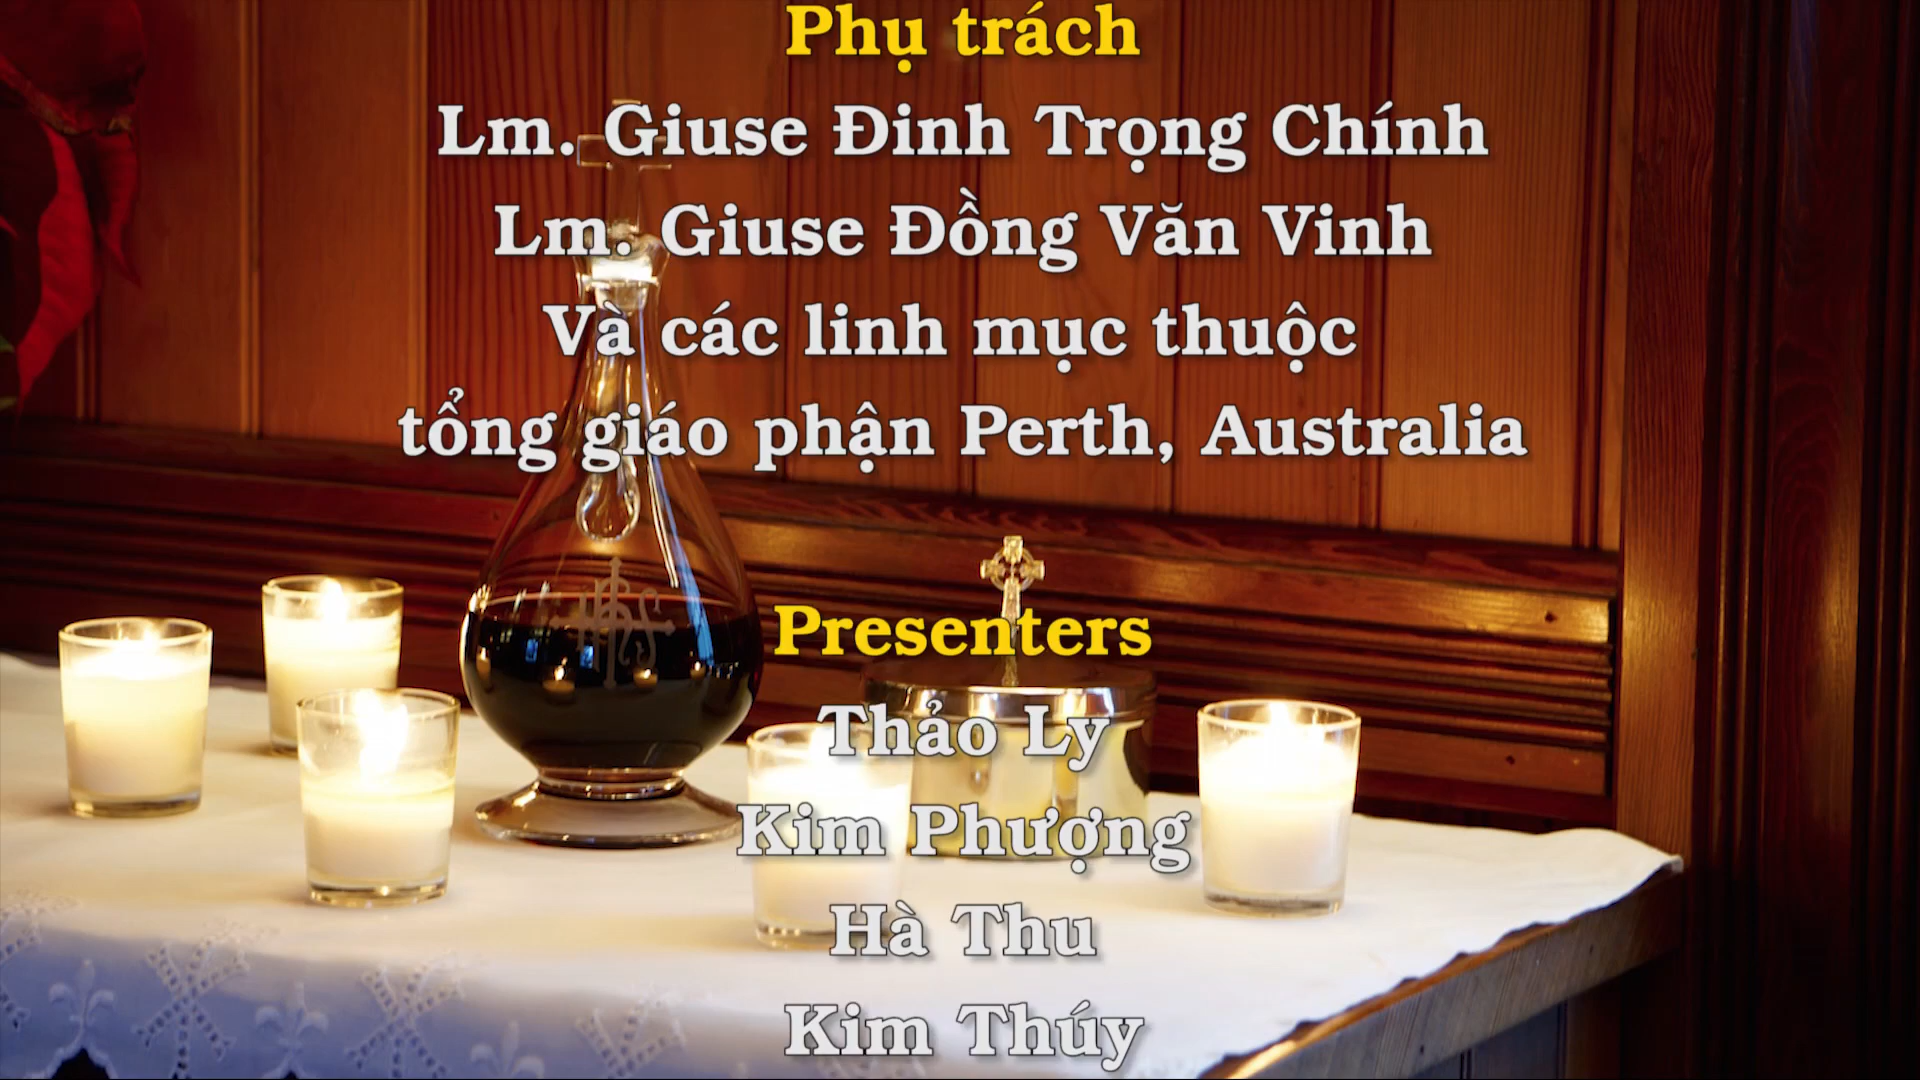 Phụ trách
Lm. Giuse Đinh Trọng Chính
Lm. Giuse Đồng Văn Vinh
Và các linh mục thuộc
tổng giáo phận Perth, Australia
Presenters
Thảo Ly
Kim Phượng
Hà Thu
Kim Thúy
IHS